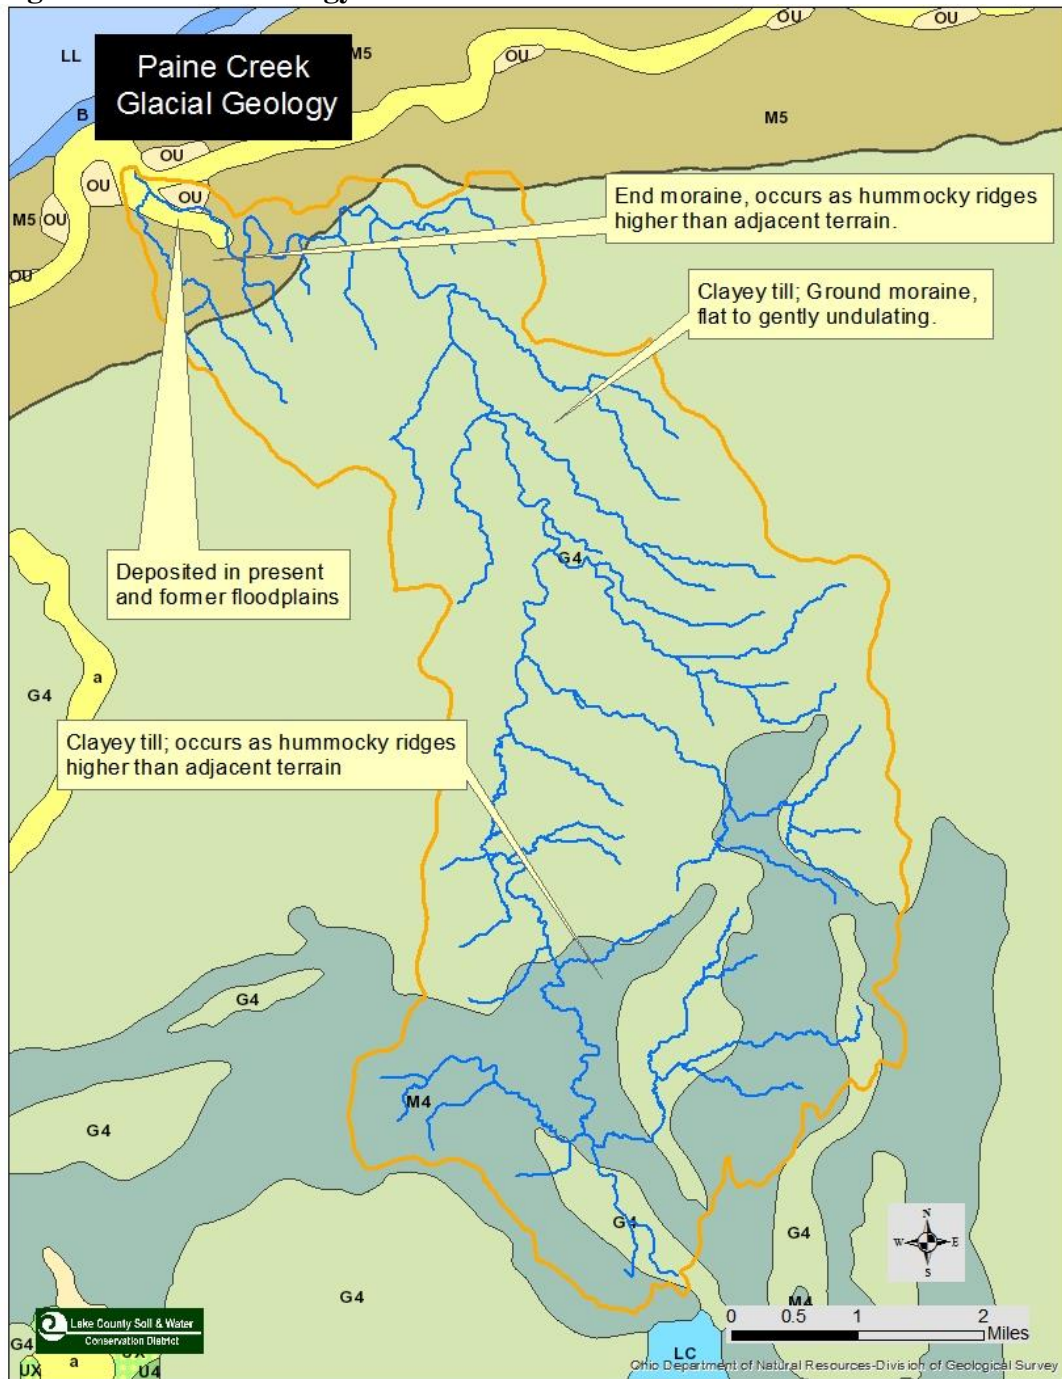 LL
Paine Creek
Glacial Geology
M5
OU
OU
OU
B
M5
OU
OU
OU
M5
OU
OU
End moraine, occurs as hummocky ridges
higher than adjacent terrain.
Clayey till; Ground moraine,
flat to gently undulating.
Deposited in present
and former floodplains
G4
a
G4
Clayey till; occurs as hummocky ridges
higher than adjacent terrain
G4
M4
G4
G4
G4
N
W
E
S
G4
M4
Lake County Soil & Water
Conservation District
0 0.5 1 2
Miles
G4
a
UX
U4
LC
Ohio Department of Natural Resources-Division of Geological Survey